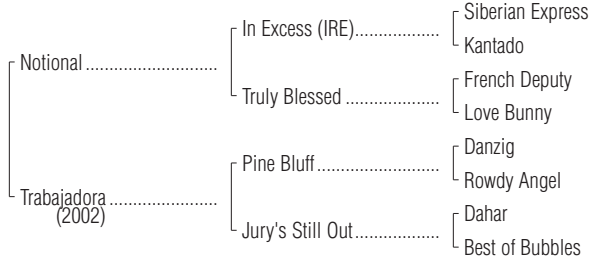 Siberian Express
In Excess (IRE)
Kantado
Notional
French Deputy
Truly Blessed
Love Bunny
Danzig
Pine Bluff
Rowdy Angel
Trabajadora
(2002)
Dahar
Jury's Still Out
Best of Bubbles